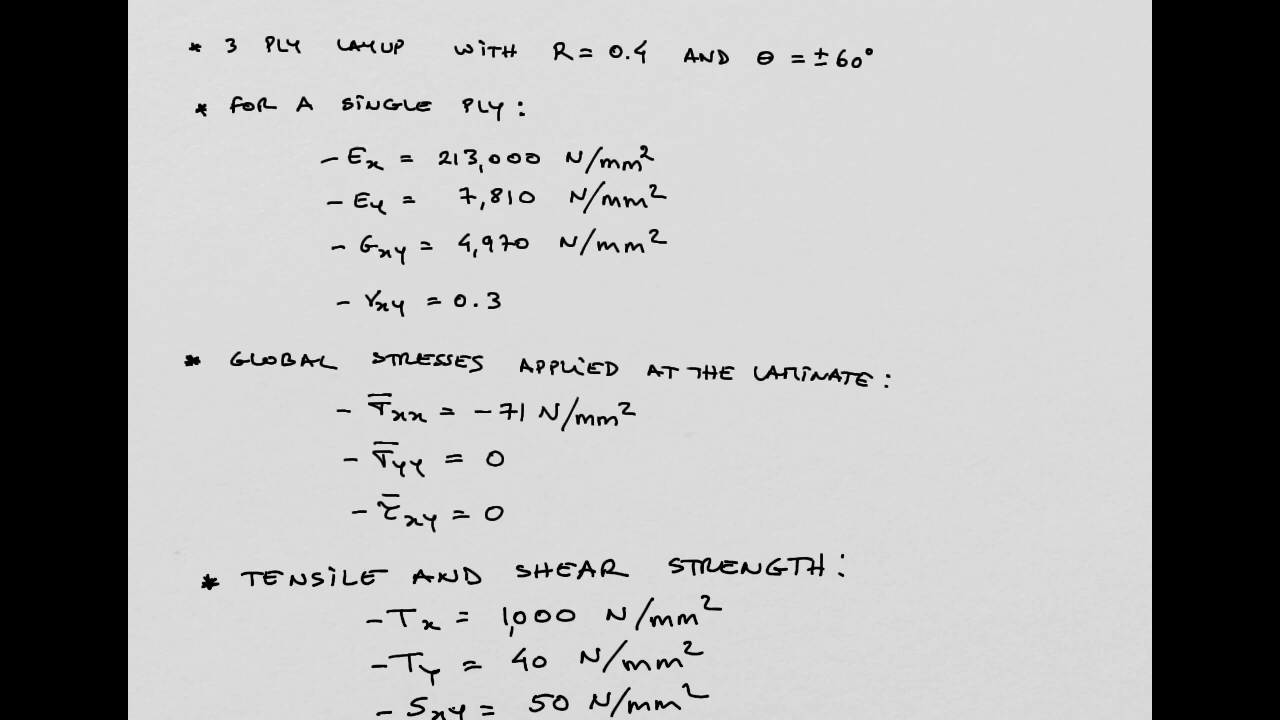 * 3 PLY LAYUP WITH R = 0.4 AND θ = ±60°
* FOR A SINGLE PLY:
- Ex = 213,000 N/mm²
- Ey = 7,810 N/mm²
- Gxy = 4,970 N/mm²
- νxy = 0.3
* GLOBAL STRESSES APPLIED AT THE LAMINATE:
- σ̅xx = -71 N/mm²
- σ̅yy = 0
- τ̅xy = 0
* TENSILE AND SHEAR STRENGTH:
- Tx = 1,000 N/mm²
- Ty = 40 N/mm²
- Sxy = 50 N/mm²